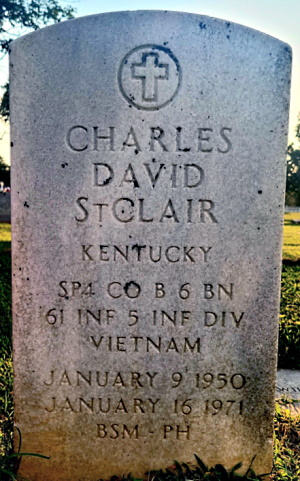 CHARLES
DAVID
StCLAIR
KENTUCKY
SP4 CO B 6 BN
61 INF 5 INF DIV
VIETNAM
JANUARY 9 1950
JANUARY 16 1971
BSM - PH